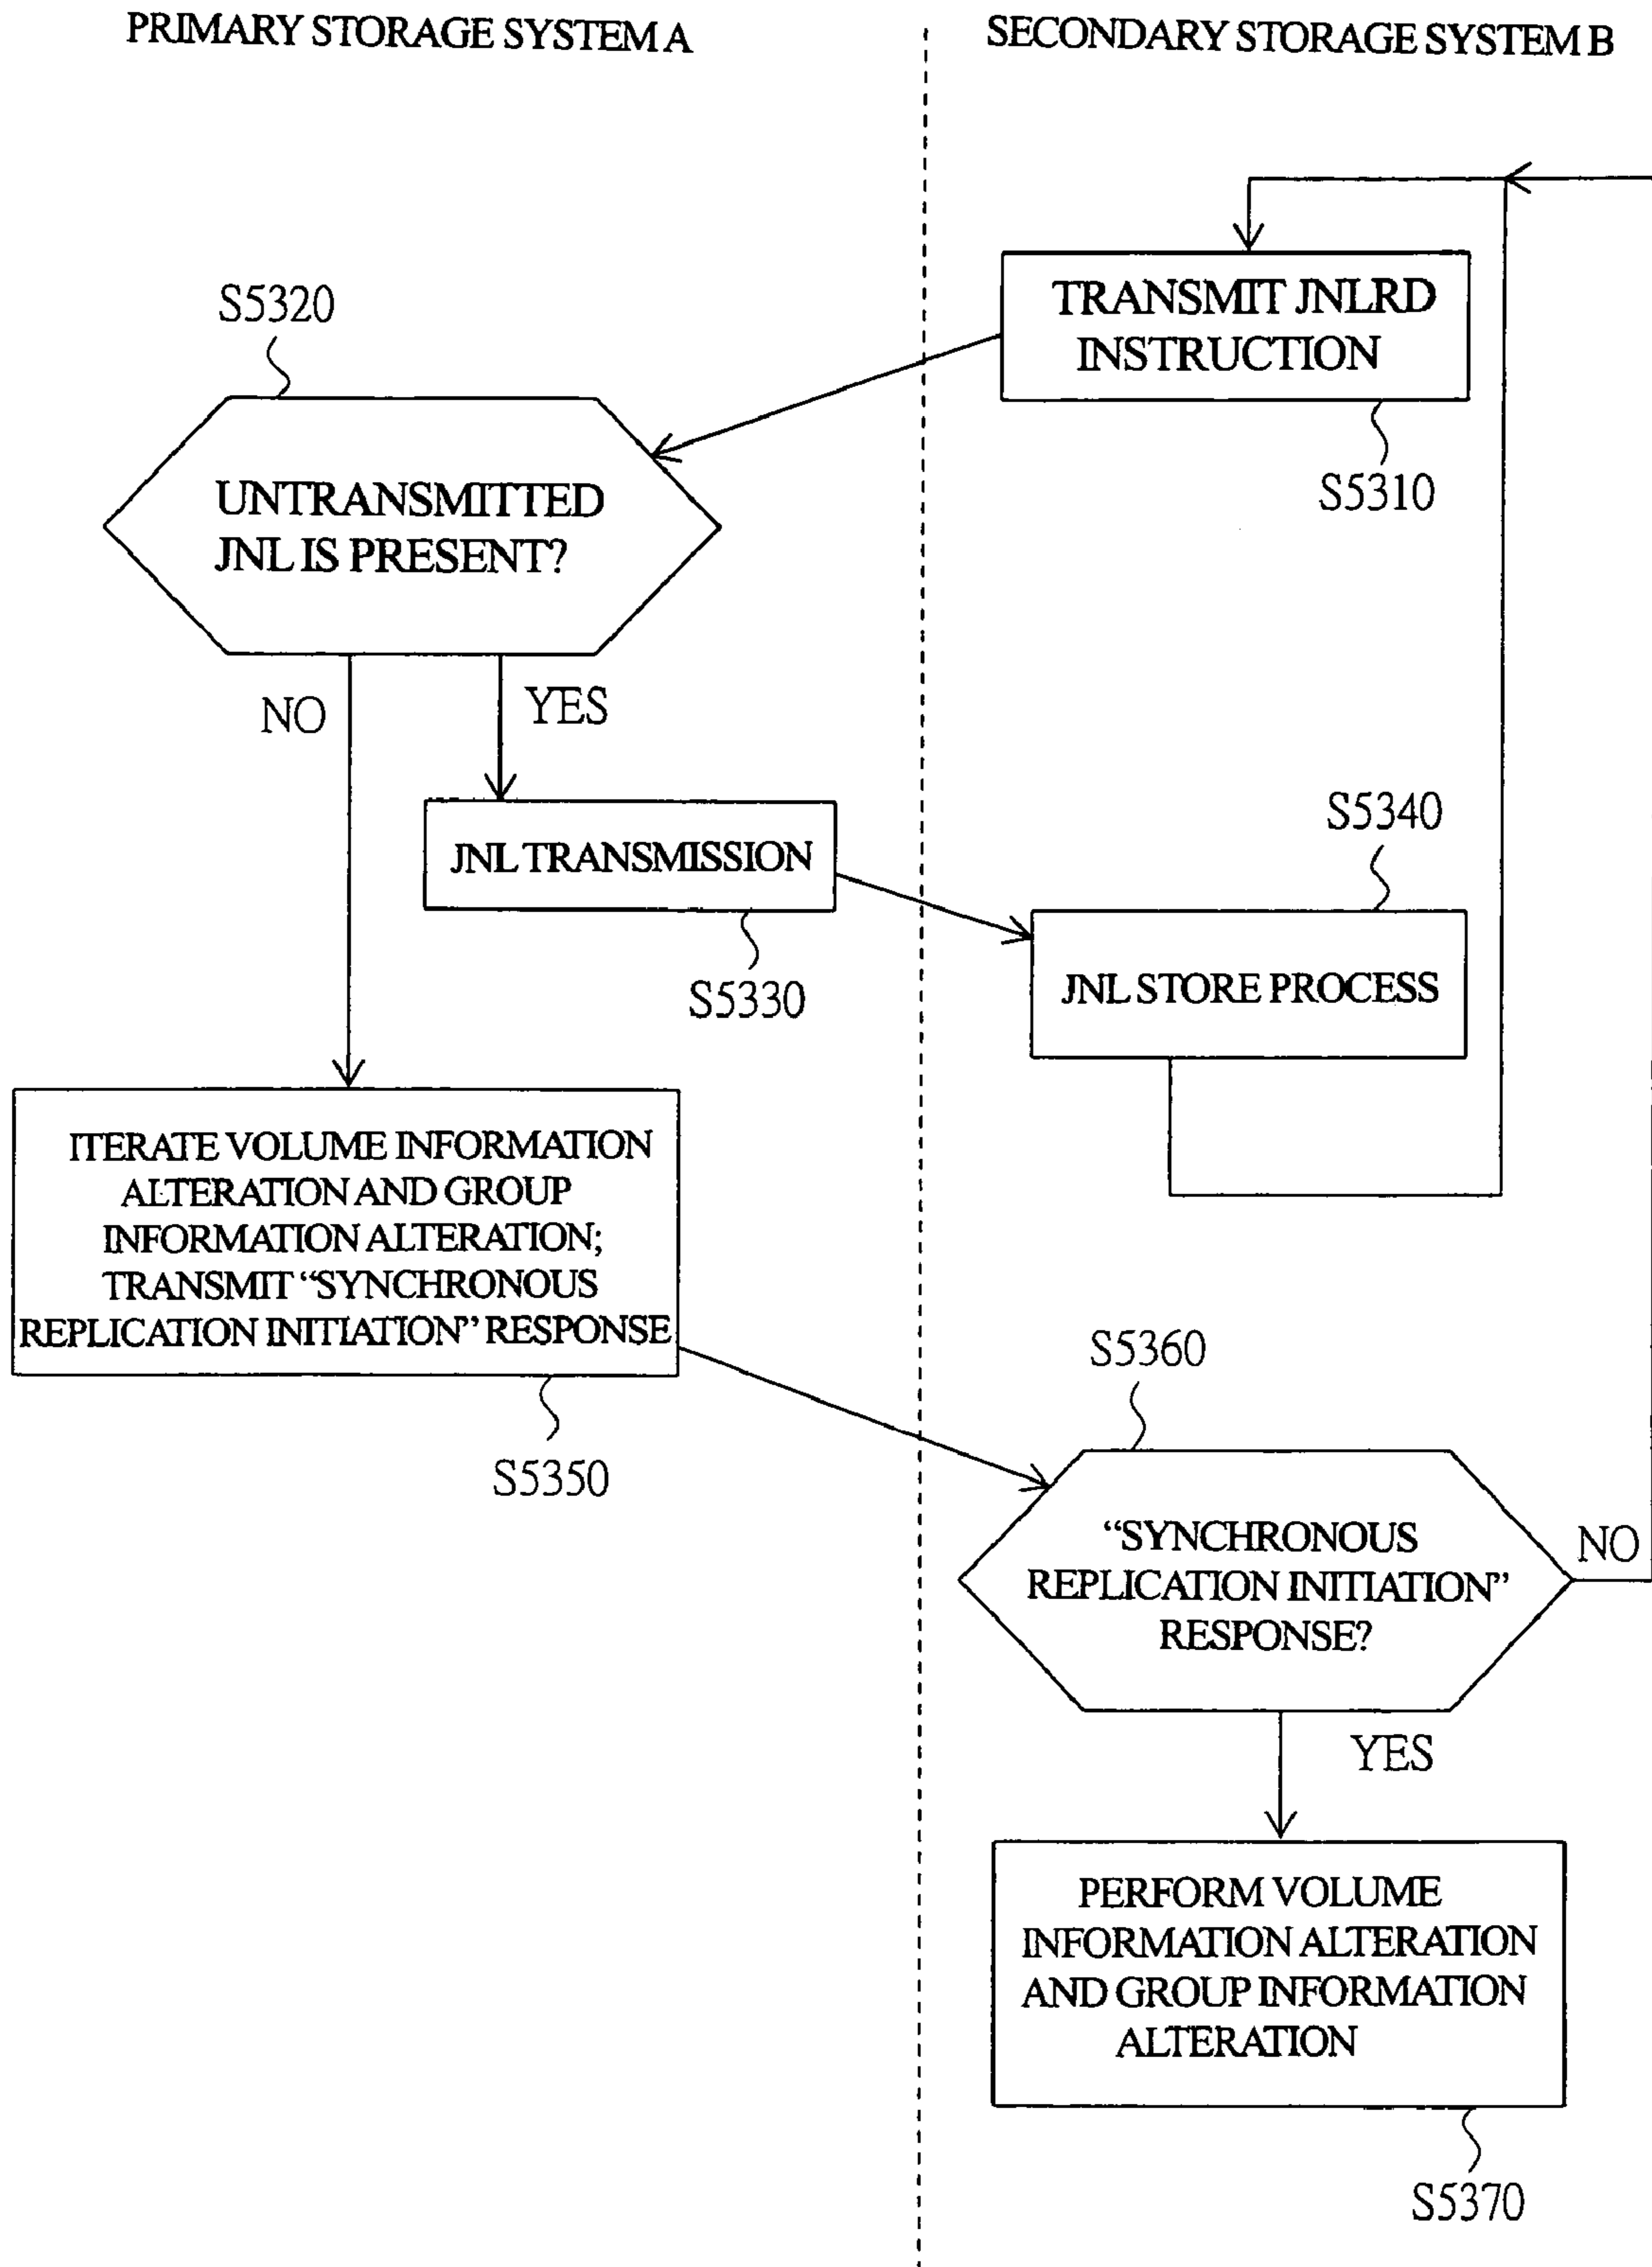 PRIMARY STORAGE SYSTEM A
SECONDARY STORAGE SYSTEM B
TRANSMIT JNLRD
INSTRUCTION
S5310
S5320
UNTRANSMITTED
JNL IS PRESENT?
NO
YES
JNL TRANSMISSION
S5330
S5340
JNL STORE PROCESS
ITERATE VOLUME INFORMATION
ALTERATION AND GROUP
INFORMATION ALTERATION;
TRANSMIT “SYNCHRONOUS
REPLICATION INITIATION” RESPONSE
S5350
S5360
“SYNCHRONOUS
REPLICATION INITIATION”
RESPONSE?
NO
YES
PERFORM VOLUME
INFORMATION ALTERATION
AND GROUP INFORMATION
ALTERATION
S5370